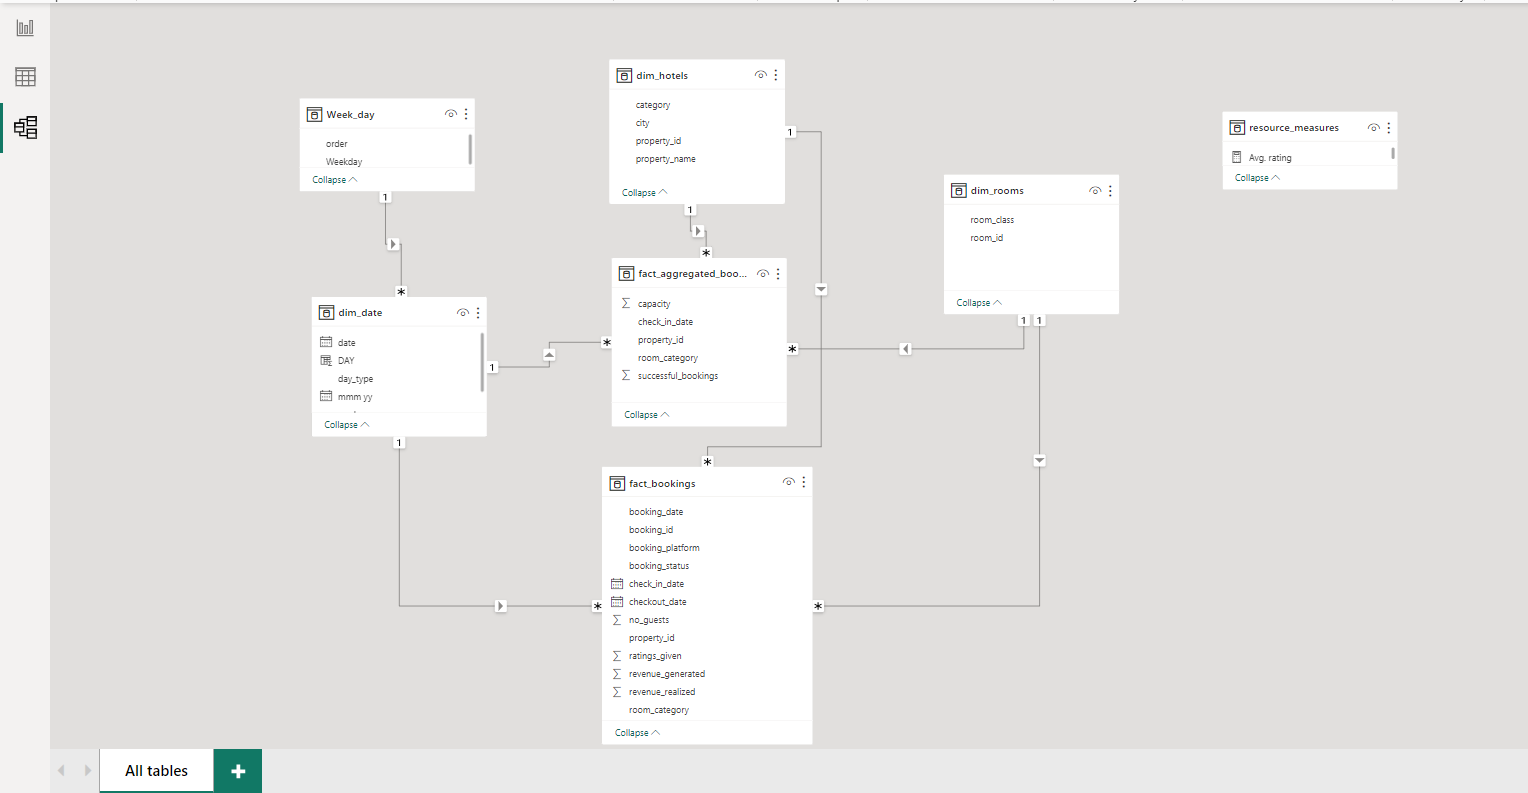 dim_hotels
category
city
property_id
property_name
Collapse
1
1
Week_day
order
Weekday
Collapse
1
*
resource_measures
Avg. rating
Collapse
dim_rooms
room_class
room_id
Collapse
1 1
*
fact_aggregated_boo...
capacity
check_in_date
property_id
room_category
successful_bookings
Collapse
*
*
dim_date
date
DAY
day_type
mmm yy
Collapse
1
1
*
fact_bookings
booking_date
booking_id
booking_platform
booking_status
check_in_date
checkout_date
no_guests
property_id
ratings_given
revenue_generated
revenue_realized
room_category
Collapse
*
*
All tables